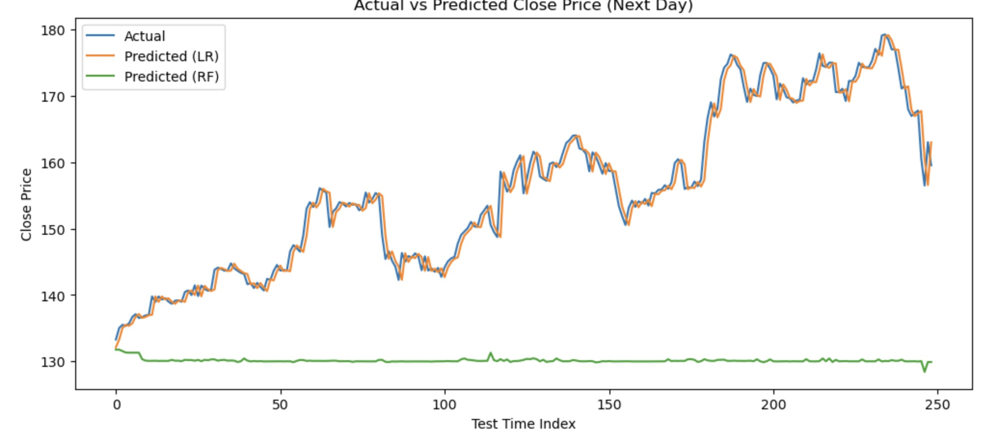 Actual vs Predicted Close Price (Next Day)
180
170
160
150
140
130
Close Price
Actual
Predicted (LR)
Predicted (RF)
0
50
100
150
200
250
Test Time Index